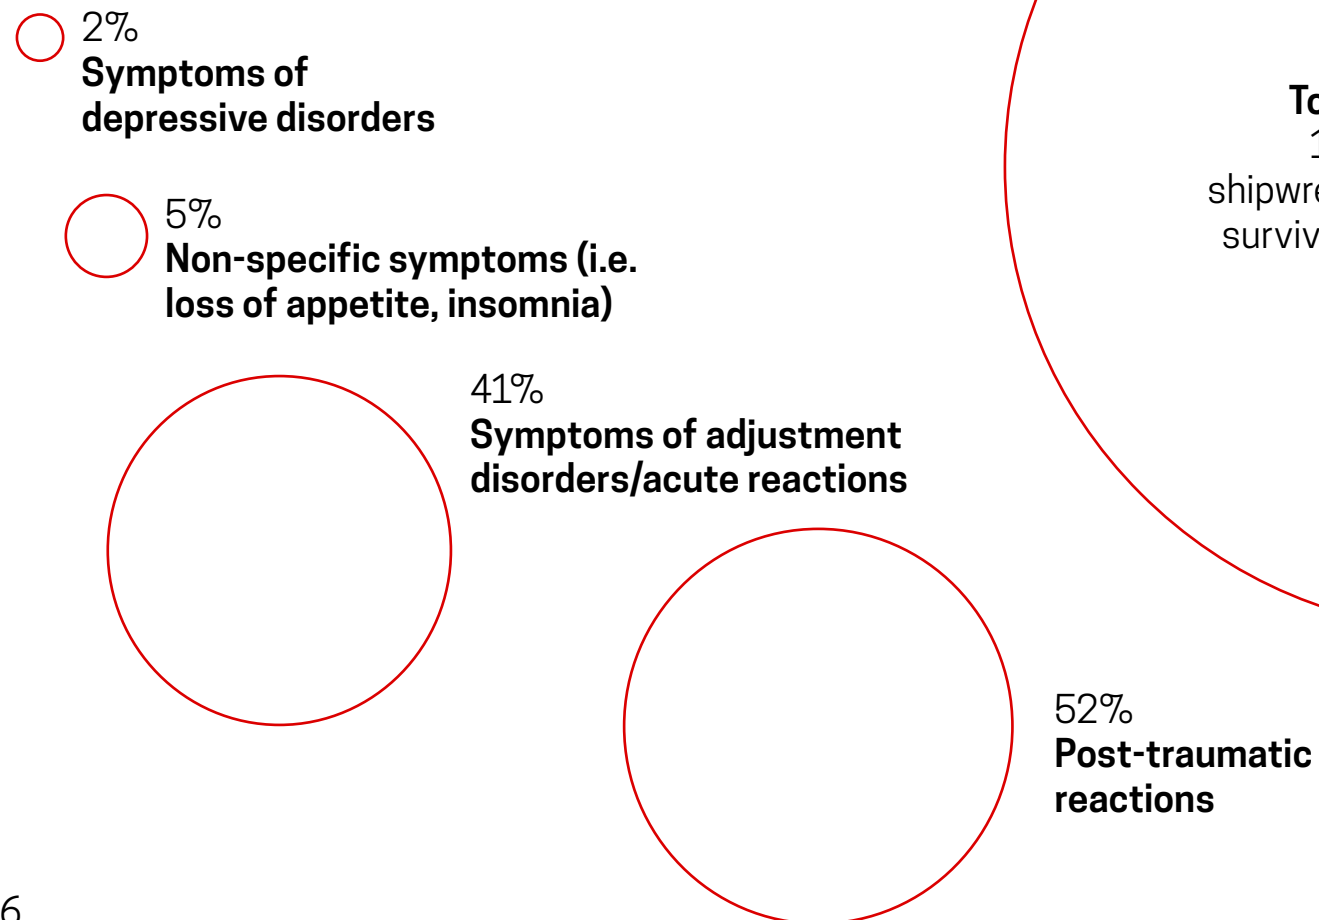 2%
Symptoms of
depressive disorders
5%
Non-specific symptoms (i.e.
loss of appetite, insomnia)
41%
Symptoms of adjustment
disorders/acute reactions
52%
Post-traumatic
reactions
6